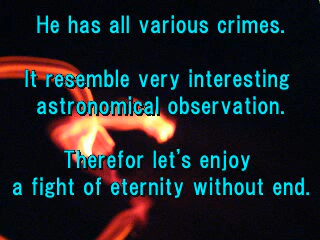 He has all various crimes.
It resemble very interesting
astronomical observation.
Therefor let's enjoy
a fight of eternity without end.